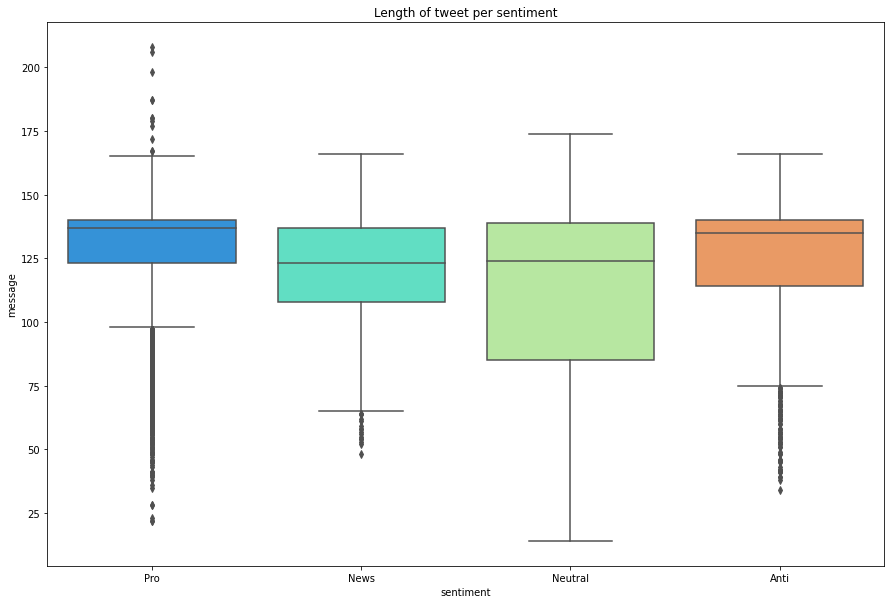 Length of tweet per sentiment
200
175
150
125
100
75
50
25
message
Pro News Neutral Anti
sentiment